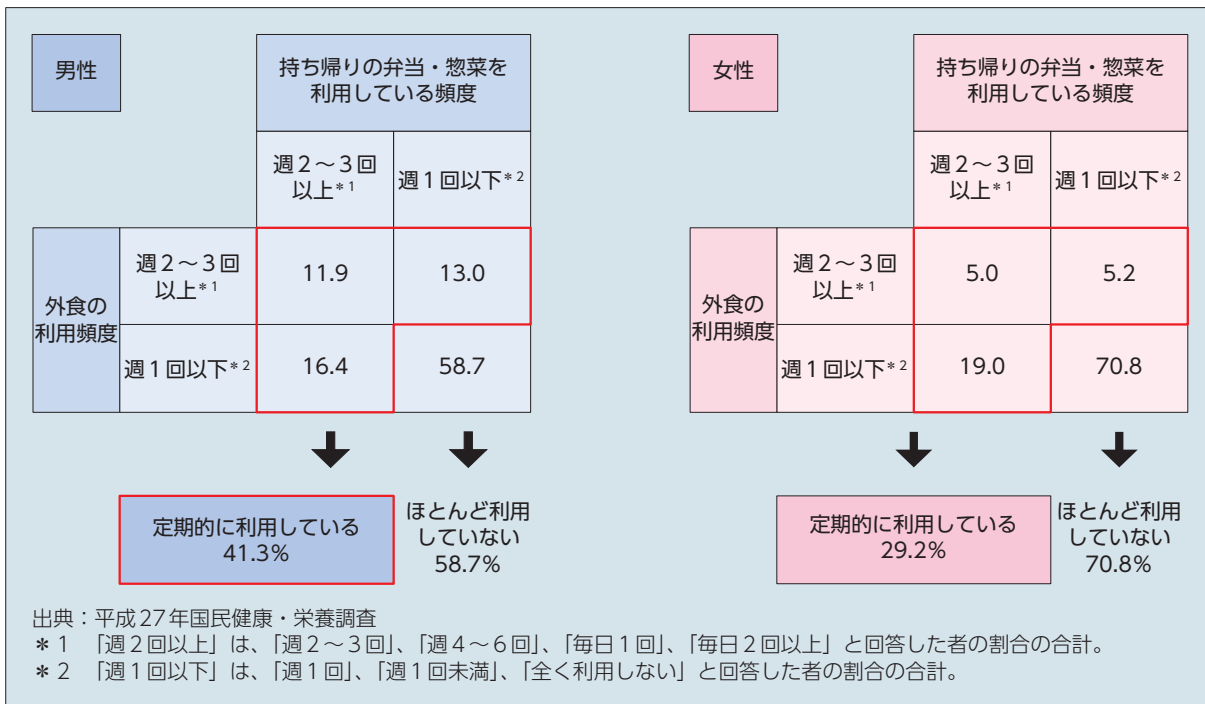 男性
持ち帰りの弁当・惣菜を
利用している頻度
週2～3回
以上*1
週1回以下*2
外食の
利用頻度
週2～3回
以上*1
11.9
13.0
週1回以下*2
16.4
58.7
定期的に利用している
41.3%
ほとんど利用
していない
58.7%
女性
持ち帰りの弁当・惣菜を
利用している頻度
週2～3回
以上*1
週1回以下*2
外食の
利用頻度
週2～3回
以上*1
5.0
5.2
週1回以下*2
19.0
70.8
定期的に利用している
29.2%
ほとんど利用
していない
70.8%
出典：平成27年国民健康・栄養調査
*1 「週2回以上」は、「週2～3回」、「週4～6回」、「毎日1回」、「毎日2回以上」と回答した者の割合の合計。
*2 「週1回以下」は、「週1回」、「週1回未満」、「全く利用しない」と回答した者の割合の合計。